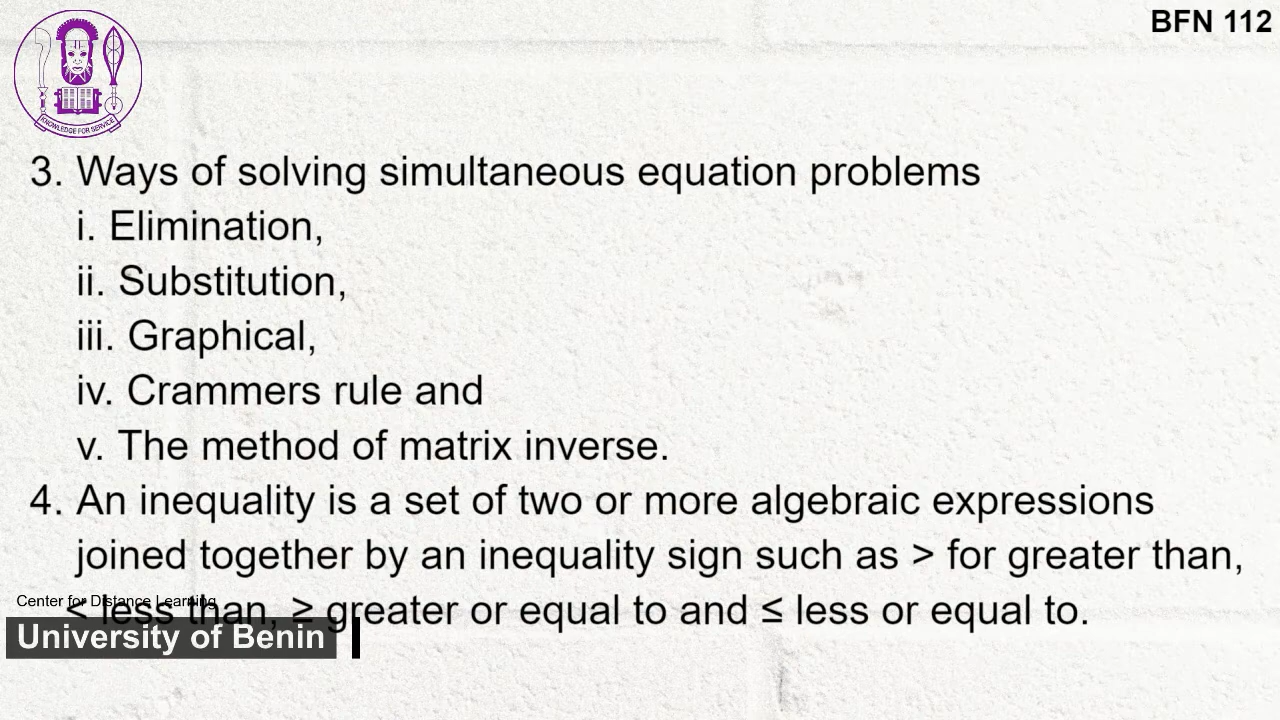 BFN 112
KNOWLEDGE FOR SERVICE
3. Ways of solving simultaneous equation problems
i. Elimination,
ii. Substitution,
iii. Graphical,
iv. Crammers rule and
v. The method of matrix inverse.
4. An inequality is a set of two or more algebraic expressions
joined together by an inequality sign such as > for greater than,
< less than, ≥ greater or equal to and ≤ less or equal to.
Center for Distance Learning
University of Benin